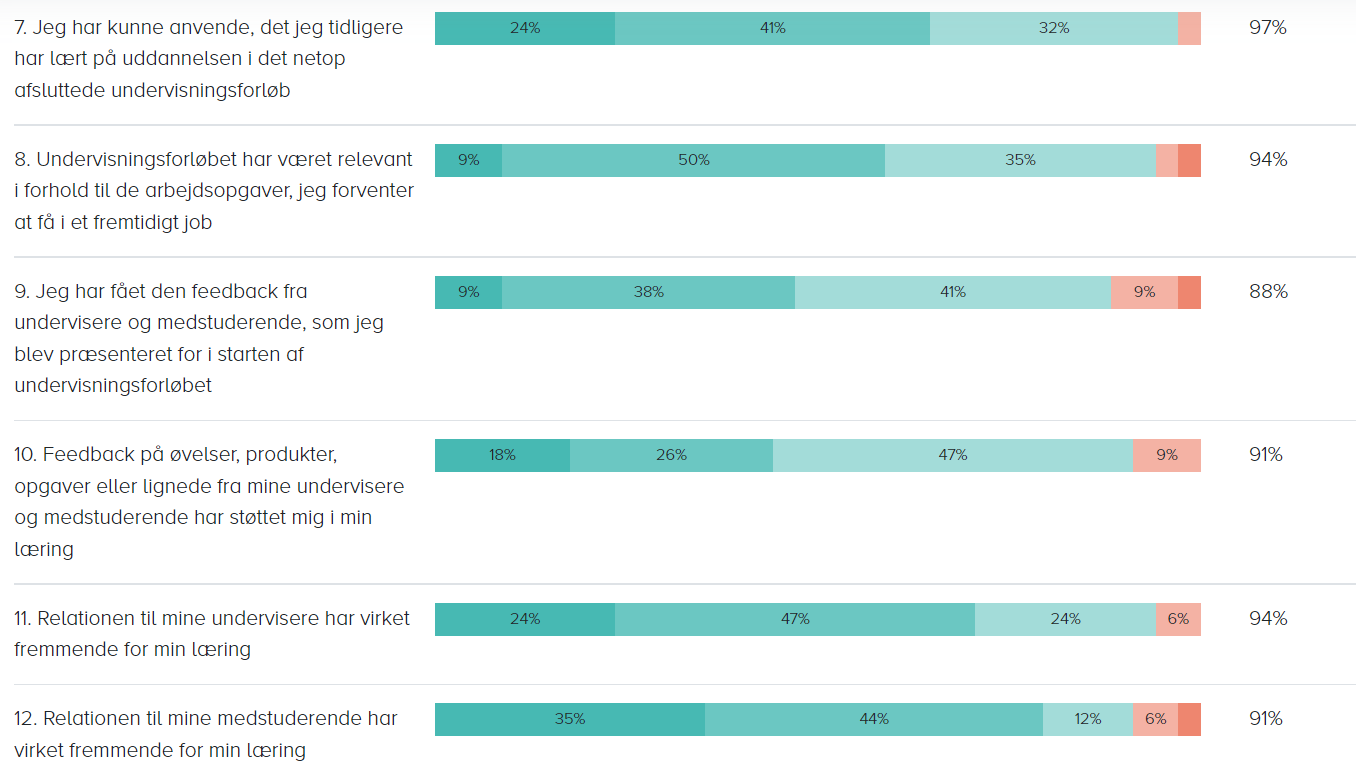 7. Jeg har kunne anvende, det jeg tidligere
har lært på uddannelsen i det netop
afsluttede undervisningsforløb
24% 41% 32% 97%
8. Undervisningsforløbet har været relevant
i forhold til de arbejdsopgaver, jeg forventer
at få i et fremtidigt job
9% 50% 35% 94%
9. Jeg har fået den feedback fra
undervisere og medstuderende, som jeg
blev præsenteret for i starten af
undervisningsforløbet
9% 38% 41% 9% 88%
10. Feedback på øvelser, produkter,
opgaver eller lignede fra mine undervisere
og medstuderende har støttet mig i min
læring
18% 26% 47% 9% 91%
11. Relationen til mine undervisere har virket
fremmende for min læring
24% 47% 24% 6% 94%
12. Relationen til mine medstuderende har
virket fremmende for min læring
35% 44% 12% 6% 91%